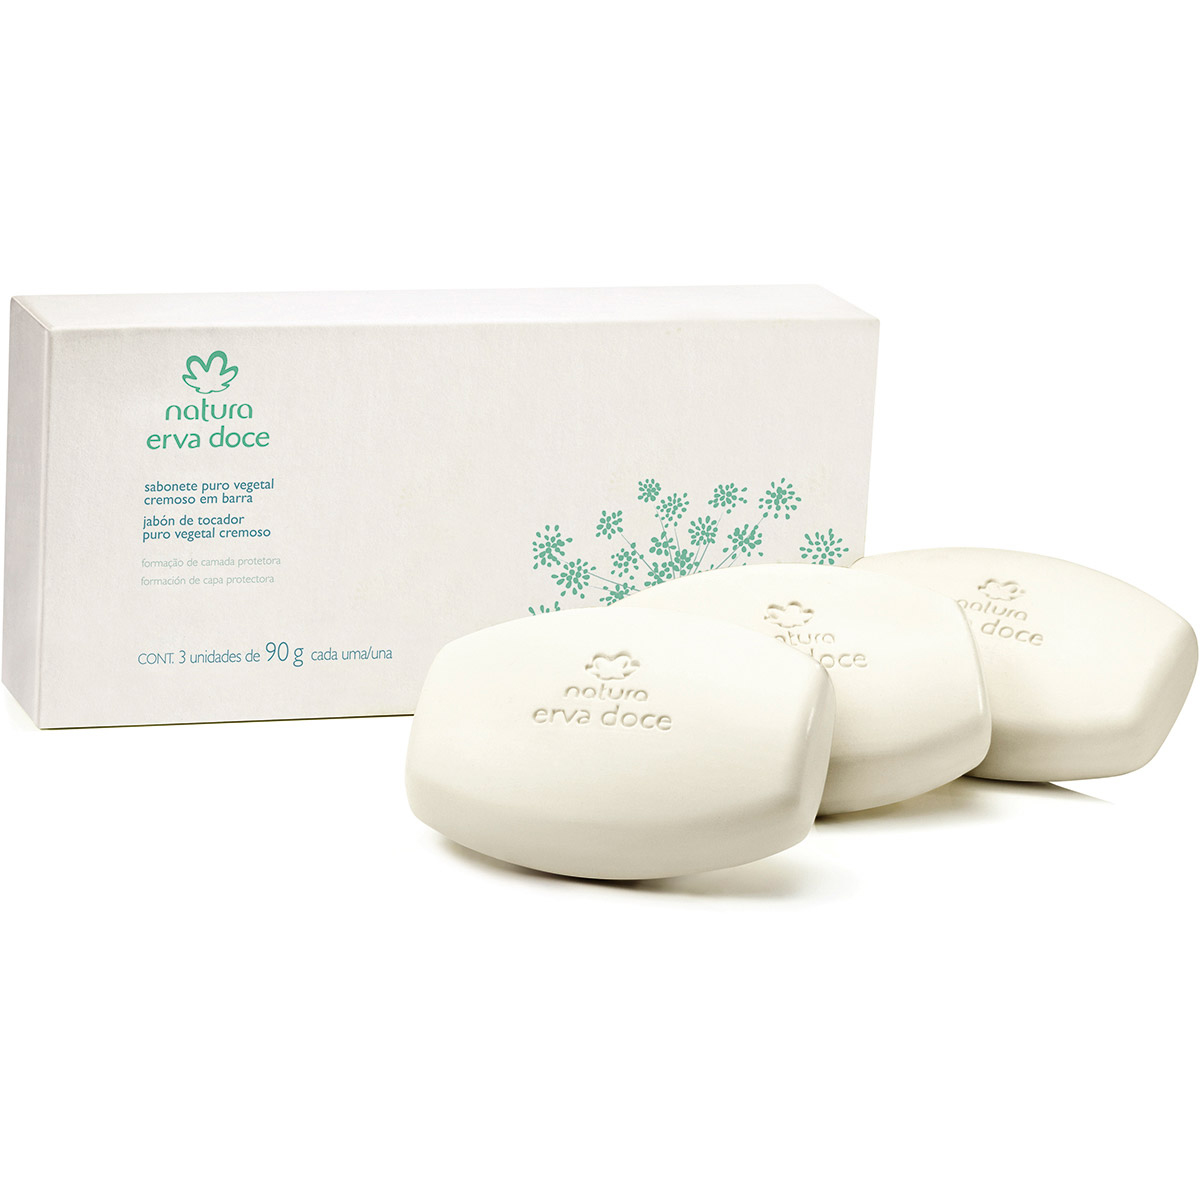 natura
erva doce
sabonete puro vegetal
cremoso em barra
jabón de tocador
puro vegetal cremoso
formação de camada protetora
formación de capa protectora
CONT. 3 unidades de 90 g cada uma/una
natura
erva doce
natura
doce
natura
doce